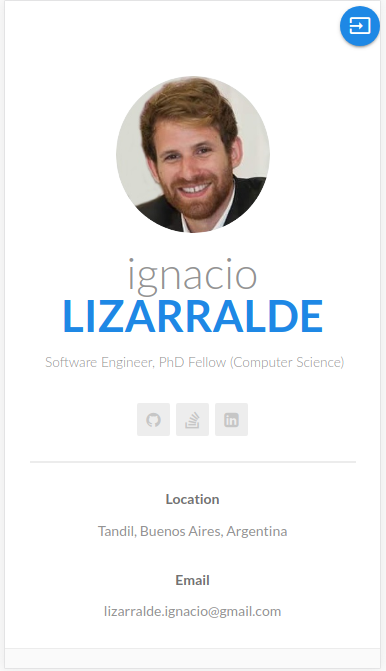 ignacio
LIZARRALDE
Software Engineer, PhD Fellow (Computer Science)
Location
Tandil, Buenos Aires, Argentina
Email
lizarralde.ignacio@gmail.com